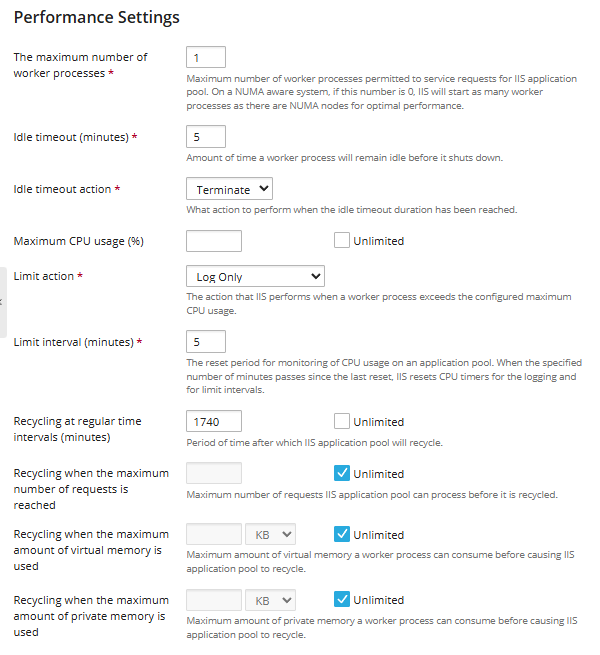 Performance Settings
The maximum number of
worker processes *
1
Maximum number of worker processes permitted to service requests for IIS application
pool. On a NUMA aware system, if this number is 0, IIS will start as many worker
processes as there are NUMA nodes for optimal performance.
Idle timeout (minutes) *
5
Amount of time a worker process will remain idle before it shuts down.
Idle timeout action *
Terminate
What action to perform when the idle timeout duration has been reached.
Maximum CPU usage (%)
Unlimited
Limit action *
Log Only
The action that IIS performs when a worker process exceeds the configured maximum
CPU usage.
Limit interval (minutes) *
5
The reset period for monitoring of CPU usage on an application pool. When the specified
number of minutes passes since the last reset, IIS resets CPU timers for the logging and
for limit intervals.
Recycling at regular time
intervals (minutes)
1740
Unlimited
Period of time after which IIS application pool will recycle.
Recycling when the maximum
number of requests is
reached
Unlimited
Maximum number of requests IIS application pool can process before it is recycled.
Recycling when the maximum
amount of virtual memory is
used
KB
Unlimited
Maximum amount of virtual memory a worker process can consume before causing IIS
application pool to recycle.
Recycling when the maximum
amount of private memory is
used
KB
Unlimited
Maximum amount of private memory a worker process can consume before causing IIS
application pool to recycle.